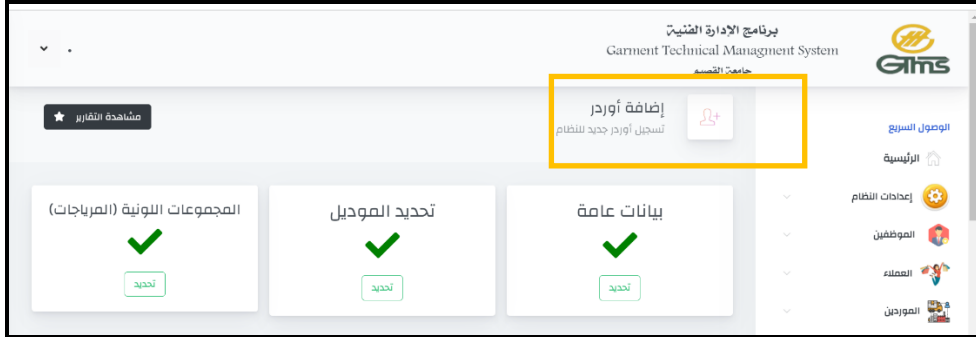 برنامج الإدارة الفنية
Garment Technical Managment System
جامعة القصيم
GTMS
.
إضافة أوردر
تسجيل أوردر جديد للنظام
مشاهدة التقارير
الوصول السريع
الرئيسية
إعدادات النظام
الموظفين
العملاء
الموردين
بيانات عامة
تحديد
تحديد الموديل
تحديد
المجموعات اللونية (المرياجات)
تحديد